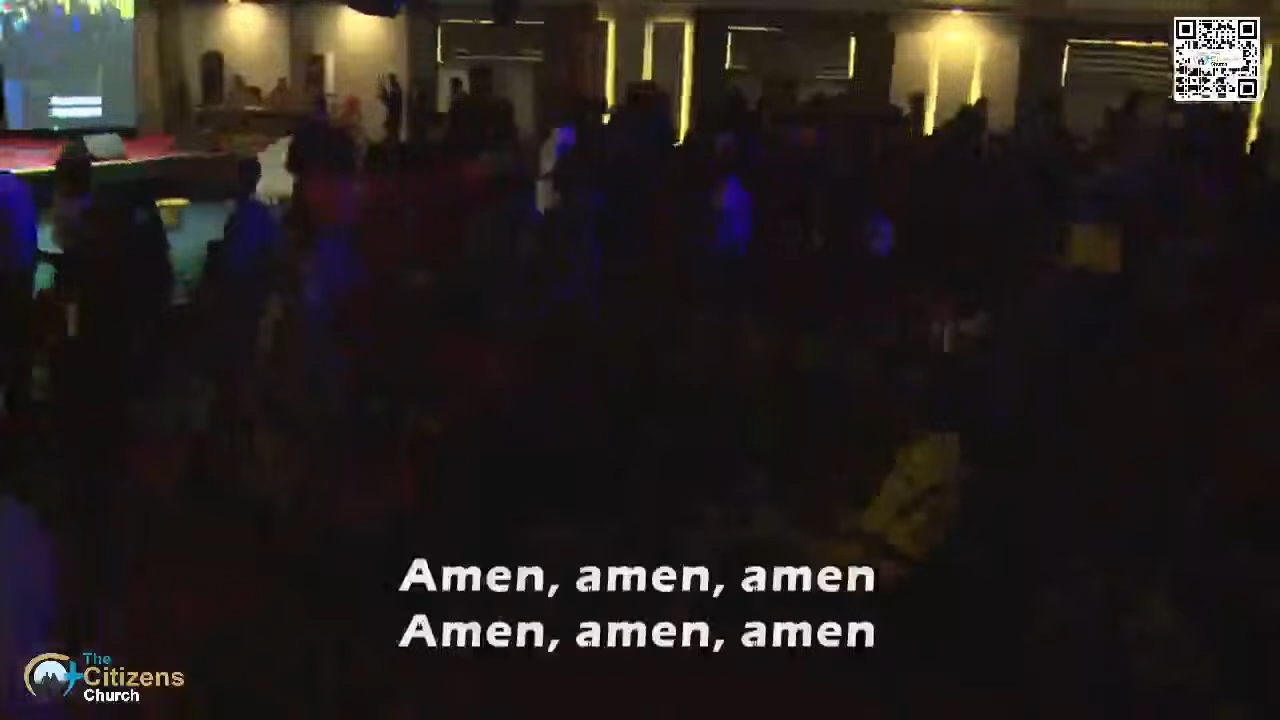 Amen, amen, amen
Amen, amen, amen
The
Citizens
Church